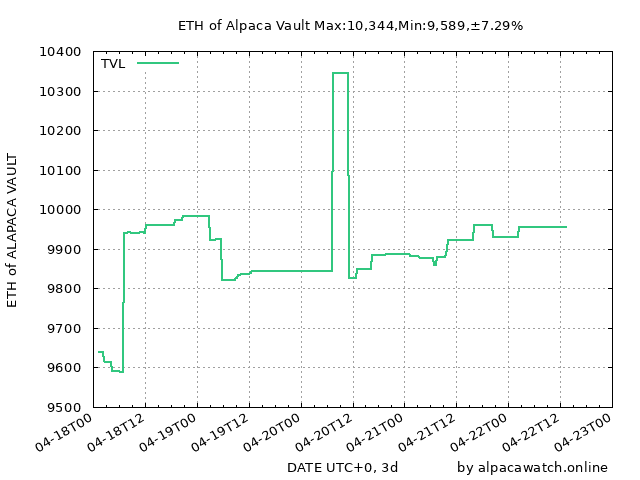 ETH of Alpaca Vault Max:10,344,Min:9,589,±7.29%
TVL
ETH of ALAPACA VAULT
10400
10300
10200
10100
10000
9900
9800
9700
9600
9500
04-18T00
04-18T12
04-19T00
04-19T12
04-20T00
04-20T12
04-21T00
04-21T12
04-22T00
04-22T12
04-23T00
DATE UTC+0, 3d
by alpacawatch.online